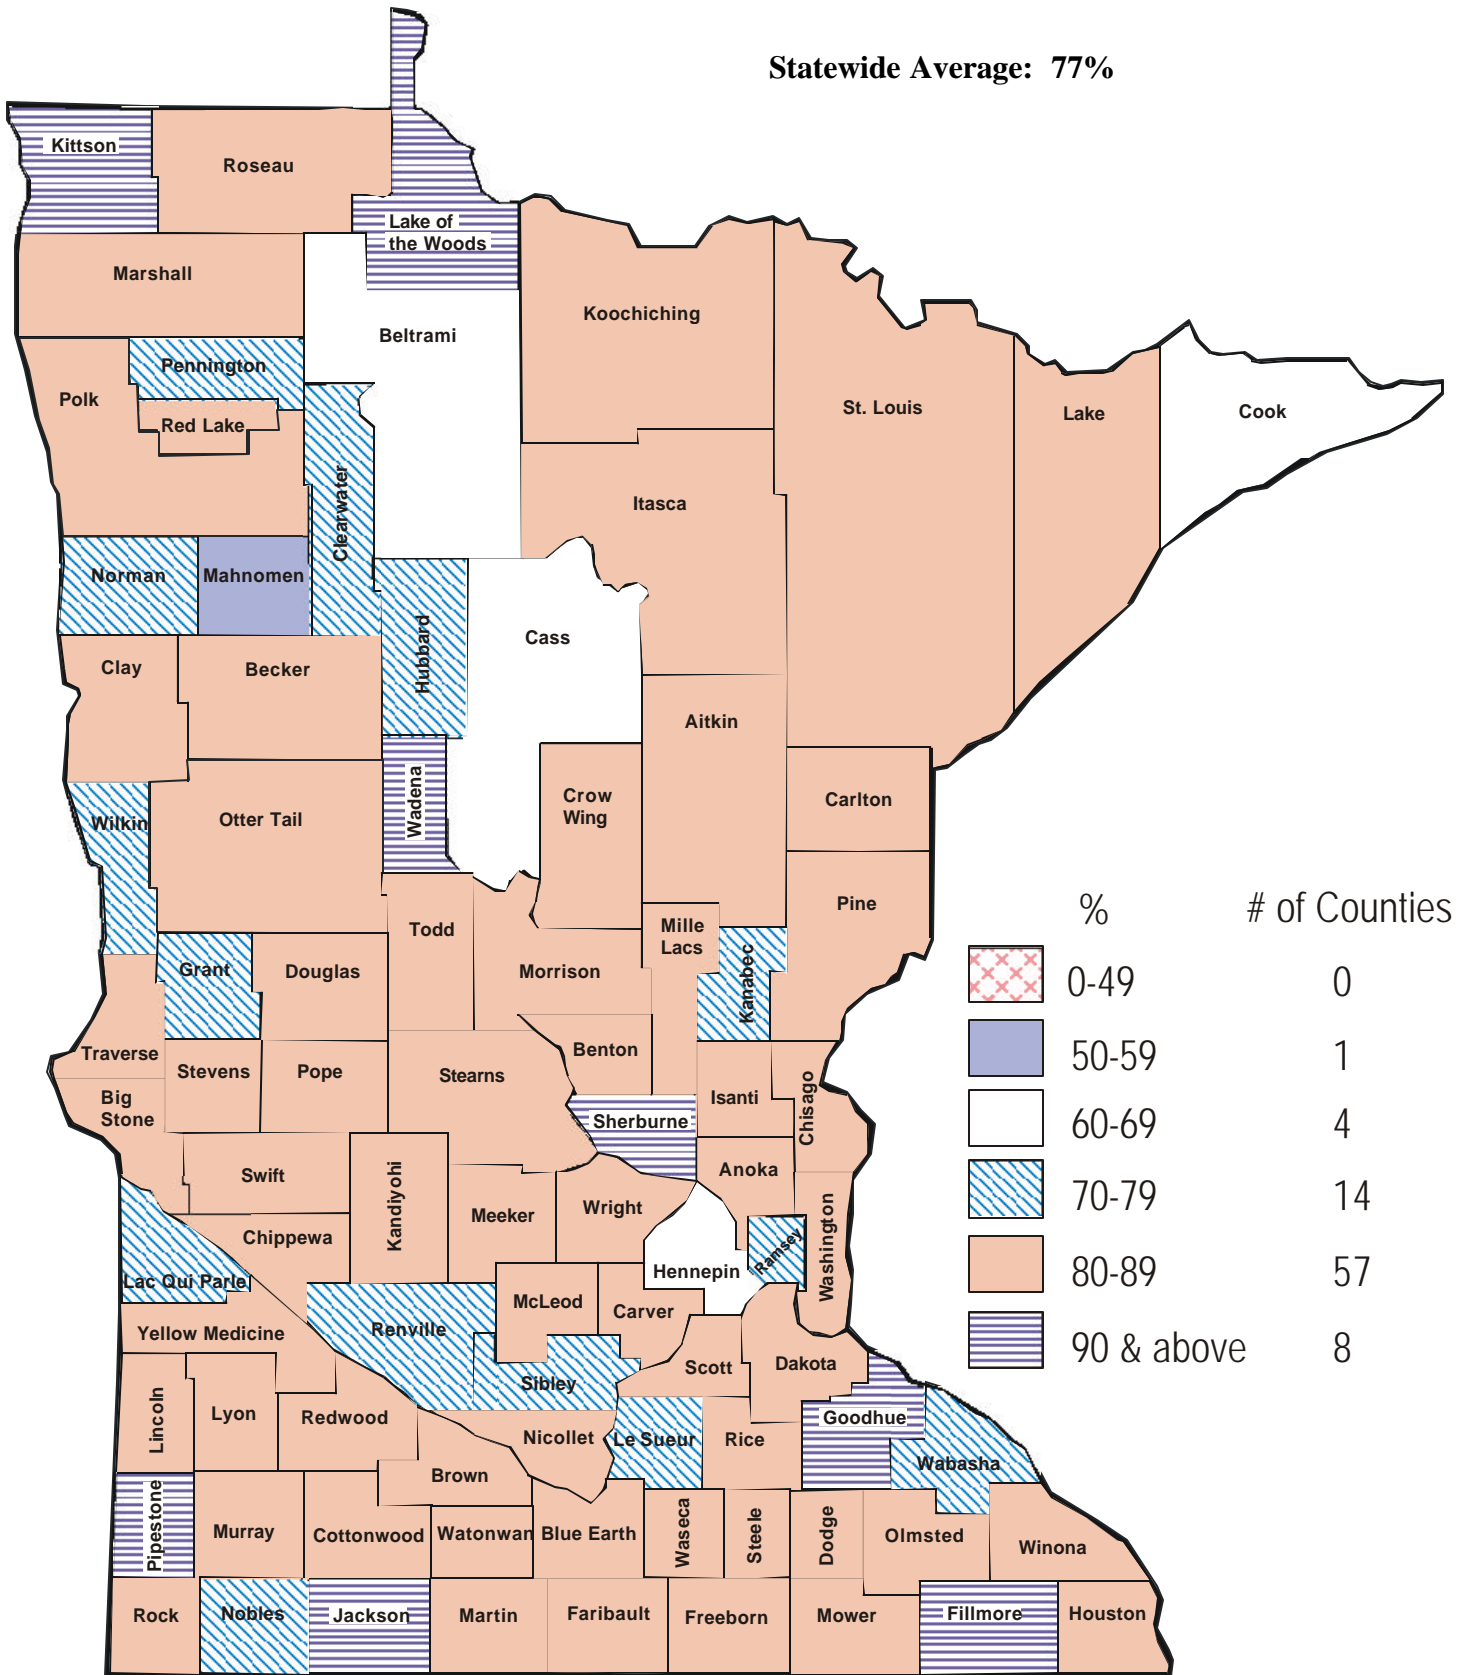 Statewide Average: 77%
Kittson
Roseau
Lake of
the Woods
Marshall
Koochiching
Beltrami
Pennington
Polk
Red Lake
St. Louis
Lake
Cook
Clearwater
Itasca
Norman
Mahnomen
Hubbard
Cass
Clay
Becker
Aitkin
Wadena
Crow
Wing
Carlton
Wilkin
Otter Tail
Pine
Todd
Mille
Lacs
Kanabec
Grant
Douglas
Morrison
Traverse
Stevens
Pope
Stearns
Benton
Big
Stone
Isanti
Chisago
Sherburne
Swift
Kandiyohi
Anoka
Meeker
Wright
Washington
Chippewa
Ramsey
Hennepin
Lac Qui Parle
McLeod
Carver
Yellow Medicine
Renville
Scott
Dakota
Sibley
Lincoln
Lyon
Redwood
Goodhue
Nicollet
Le Sueur
Rice
Wabasha
Brown
Pipestone
Murray
Cottonwood
Watonwan
Blue Earth
Waseca
Steele
Dodge
Olmsted
Winona
Rock
Nobles
Jackson
Martin
Faribault
Freeborn
Mower
Fillmore
Houston
% # of Counties
0-49 0
50-59 1
60-69 4
70-79 14
80-89 57
90 & above 8